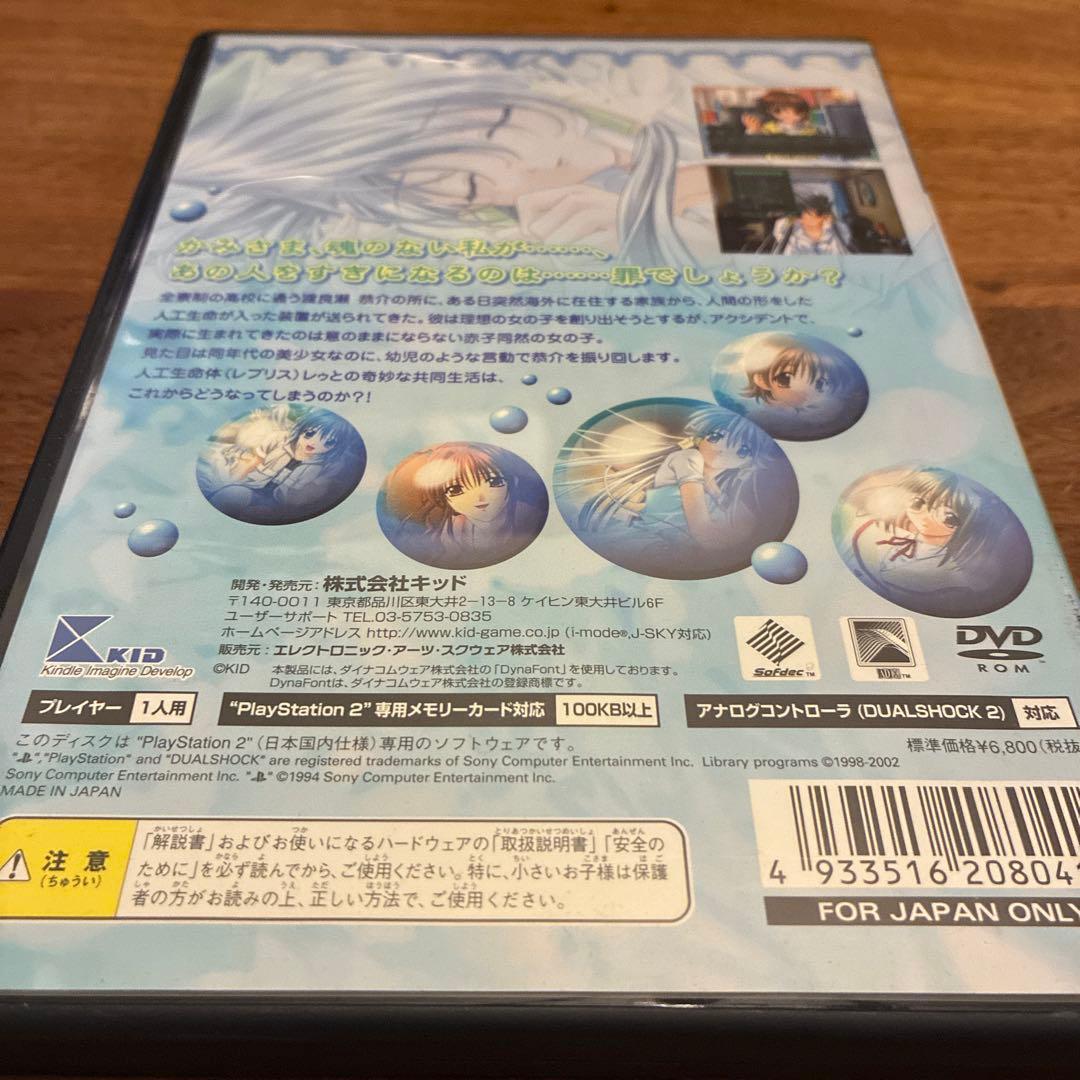 かみさま、魂のない私が……、
あの人をすきになるのは……罪でしょうか?
全寮制の高校に通う渡良瀬 恭介の所に、ある日突然海外に在住する家族から、人間の形をした
人工生命が入った装置が送られてきた。彼は理想の女の子を創り出そうとするが、アクシデントで、
実際に生まれてきたのは意のままにならない赤子同然の女の子。
見た目は同年代の美少女なのに、幼児のような言動で恭介を振り回します。
人工生命体〈レプリス〉レゥとの奇妙な共同生活は、
これからどうなってしまうのか?!
開発・発売元: 株式会社キッド
〒140-0011 東京都品川区東大井2-13-8 ケイヒン東大井ビル6F
ユーザーサポート TEL.03-5753-0835
ホームページアドレス http://www.kid-game.co.jp (i-mode®,J-SKY対応)
販売元: エレクトロニック・アーツ・スクウェア株式会社
KID
Kindle Imagine Develop
©KID 本製品には、ダイナコムウェア株式会社の「DynaFont」を使用しております。
DynaFontは、ダイナコムウェア株式会社の登録商標です。
Sofdec™
ADX™
DVD
ROM
プレイヤー 1人用
"PlayStation 2"専用メモリーカード対応 100KB以上
アナログコントローラ(DUALSHOCK 2) 対応
このディスクは "PlayStation 2"(日本国内仕様)専用のソフトウェアです。
標準価格¥6,800(税抜
"PlayStation" and "DUALSHOCK" are registered trademarks of Sony Computer Entertainment Inc. Library programs ©1998-2002
Sony Computer Entertainment Inc. ©1994 Sony Computer Entertainment Inc.
MADE IN JAPAN
注意
(ちゅうい)
「解説書」およびお使いになるハードウェアの「取扱説明書」「安全の
ために」を必ず読んでから、ご使用ください。特に、小さいお子様は保護
者の方がお読みの上、正しい方法で、ご使用ください。
4 933516 20804
FOR JAPAN ONLY